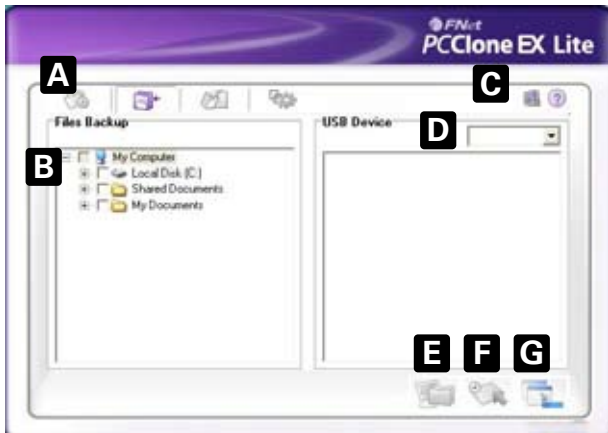 FNet
PCClone EX Lite
A
C
Files Backup
USB Device
D
B
My Computer
Local Disk (C:)
Shared Documents
My Documents
E F G